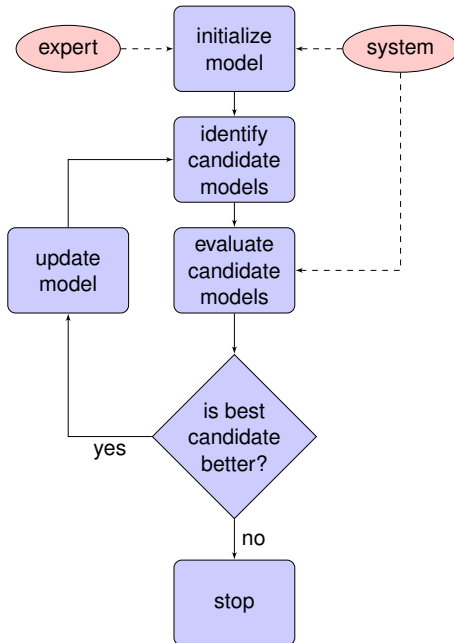 expert
initialize
model
system
identify
candidate
models
update
model
evaluate
candidate
models
is best
candidate
better?
yes
no
stop